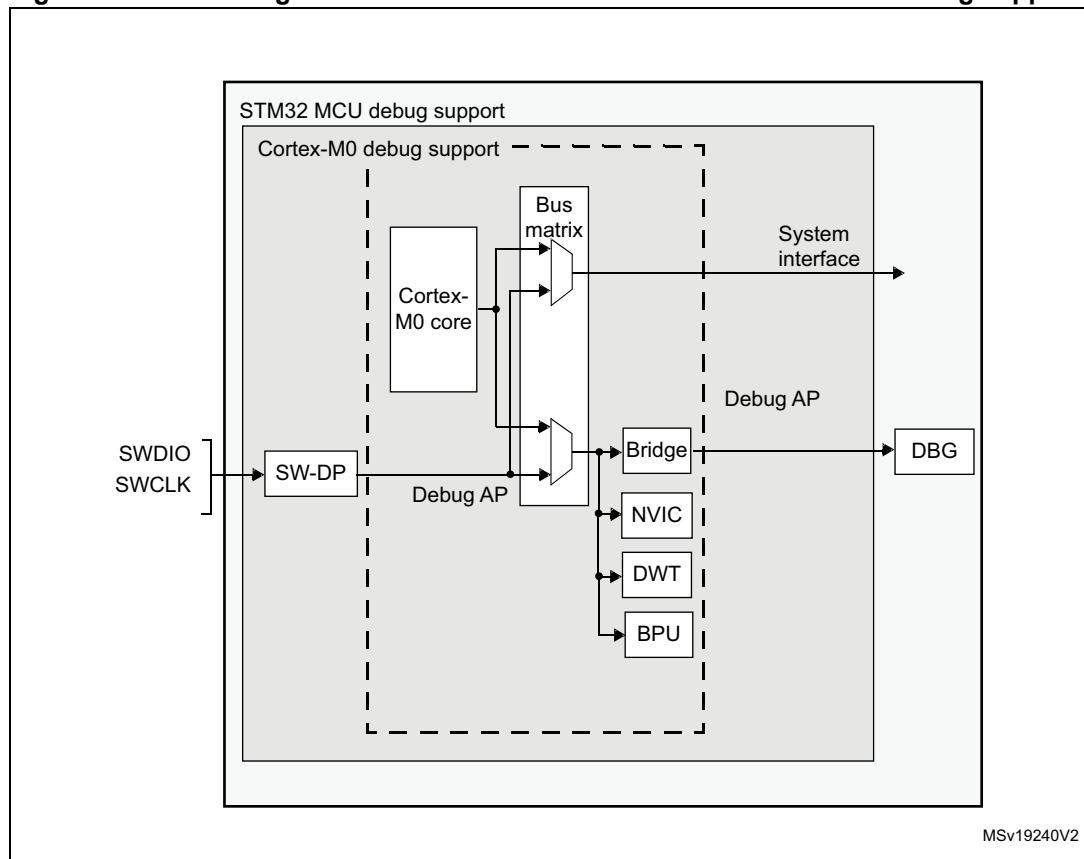 STM32 MCU debug support
Cortex-M0 debug support
Bus
matrix
System
interface
Cortex-
M0 core
Debug AP
SWDIO
SWCLK
SW-DP
Debug AP
Bridge
DBG
NVIC
DWT
BPU
MSv19240V2